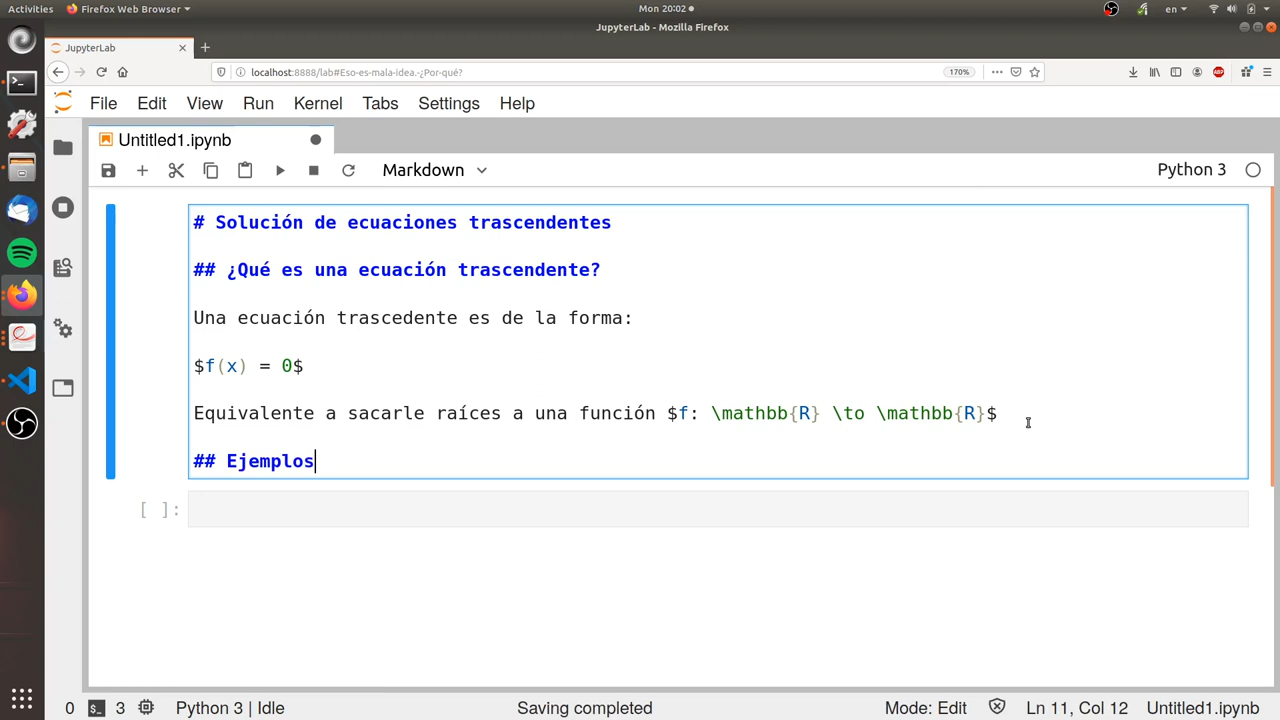 Activities Firefox Web Browser Mon 20:02 en
JupyterLab - Mozilla Firefox
JupyterLab
localhost:8888/lab#Eso-es-mala-idea.-¿Por-qué? 170% ABP
File Edit View Run Kernel Tabs Settings Help
Untitled1.ipynb
Markdown Python 3
# Solución de ecuaciones trascendentes
## ¿Qué es una ecuación trascendente?
Una ecuación trascedente es de la forma:
$f(x) = 0$
Equivalente a sacarle raíces a una función $f: \mathbb{R} \to \mathbb{R}$
## Ejemplos
[ ]:
0 $_ 3 Python 3 | Idle Saving completed Mode: Edit Ln 11, Col 12 Untitled1.ipynb